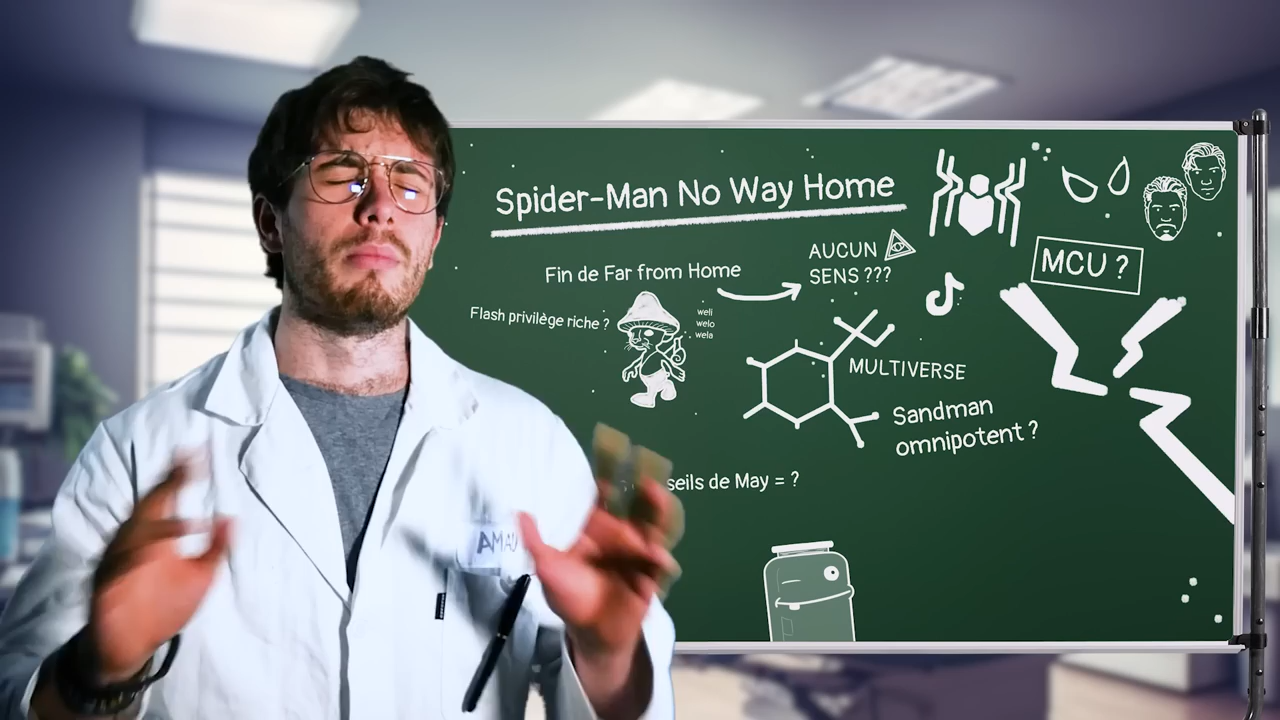 Spider-Man No Way Home
Fin de Far from Home
AUCUN
SENS ???
MCU ?
Flash privilège riche ?
weli
welo
wela
MULTIVERSE
Sandman
omnipotent ?
seils de May = ?
AMAU